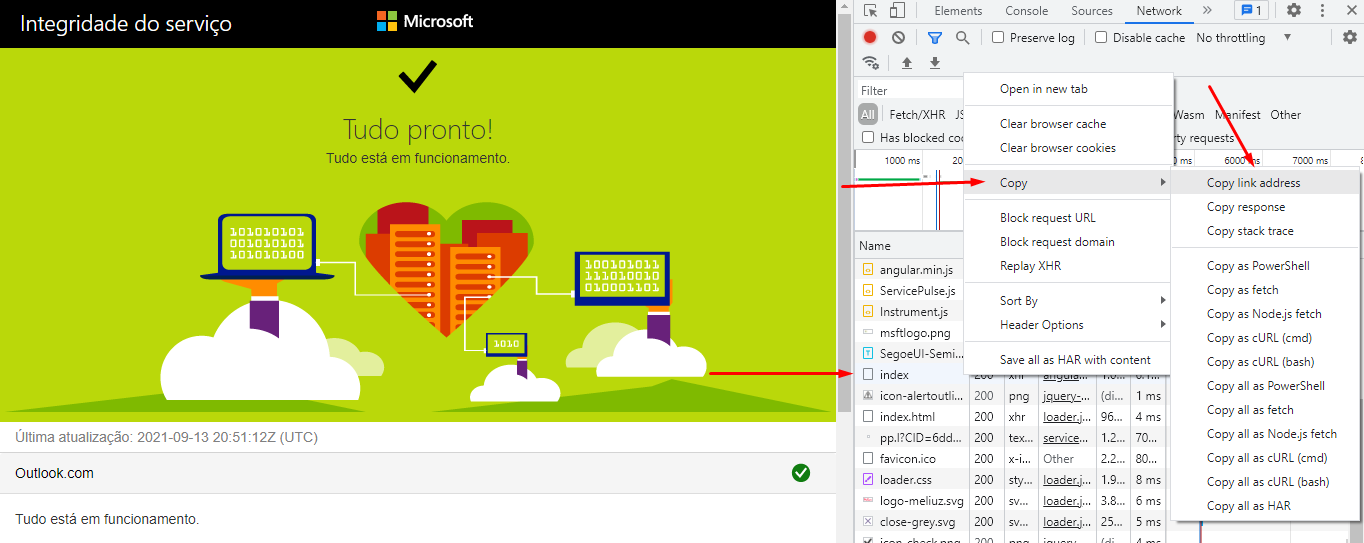 Integridade do serviço
Microsoft
Tudo pronto!
Tudo está em funcionamento.
101010101
001010101
10101010
100101011
111010010
010001101
1010
Última atualização: 2021-09-13 20:51:12Z (UTC)
Outlook.com
Tudo está em funcionamento.
Elements Console Sources Network » 1
Preserve log Disable cache No throttling
Filter
All Fetch/XHR JS Wasm Manifest Other
Has blocked requests
1000 ms 6000 ms 7000 ms
Name
angular.min.js
ServicePulse.js
Instrument.js
msftlogo.png
SegoeUI-Semi...
index 200 xhr
icon-alertoutli... 200 png jquery-... (di... 1 ms
index.html 200 xhr loader.j... 96... 4 ms
pp.l?CID=6dd... 200 tex... service... 1.2... 70...
favicon.ico 200 x-i... Other 2.2... 80...
loader.css 200 sty... loader.j... 1.9... 8 ms
logo-meliuz.svg 200 sv... loader.j... 3.8... 6 ms
close-grey.svg 200 sv... loader.j... 25... 5 ms
Open in new tab
Clear browser cache
Clear browser cookies
Copy
Block request URL
Block request domain
Replay XHR
Sort By
Header Options
Save all as HAR with content
Copy link address
Copy response
Copy stack trace
Copy as PowerShell
Copy as fetch
Copy as Node.js fetch
Copy as cURL (cmd)
Copy as cURL (bash)
Copy all as PowerShell
Copy all as fetch
Copy all as Node.js fetch
Copy all as cURL (cmd)
Copy all as cURL (bash)
Copy all as HAR